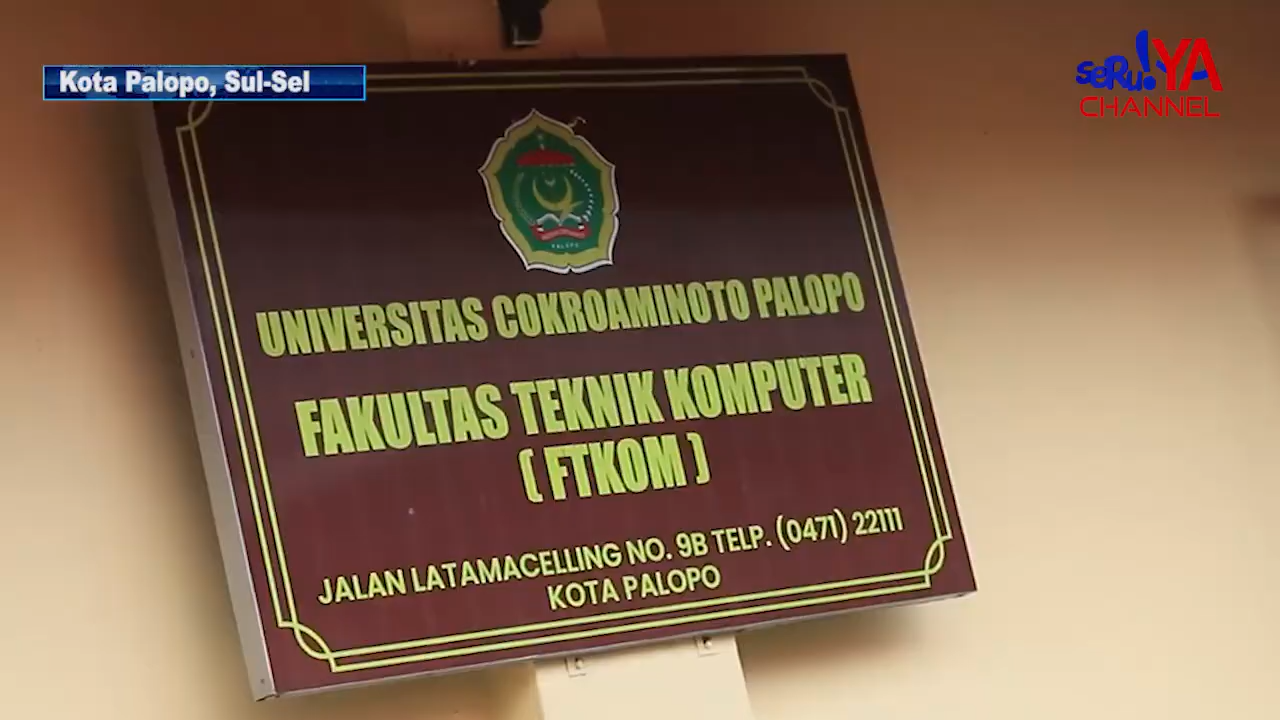 Kota Palopo, Sul-Sel
seRu!YA
CHANNEL
PALOPO
UNIVERSITAS COKROAMINOTO PALOPO
FAKULTAS TEKNIK KOMPUTER
( FTKOM )
JALAN LATAMACELLING NO. 9B TELP. (0471) 22111
KOTA PALOPO